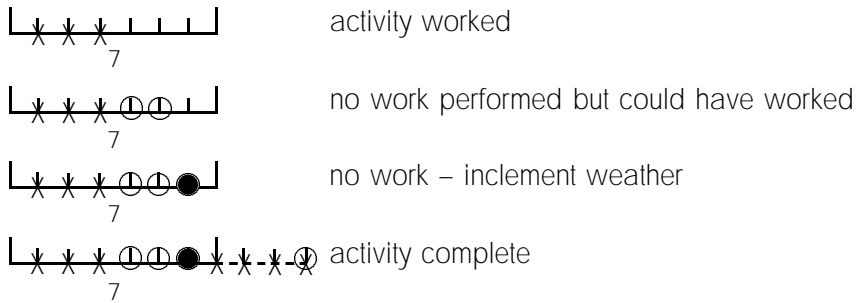 activity worked
7
no work performed but could have worked
7
no work – inclement weather
7
activity complete
7